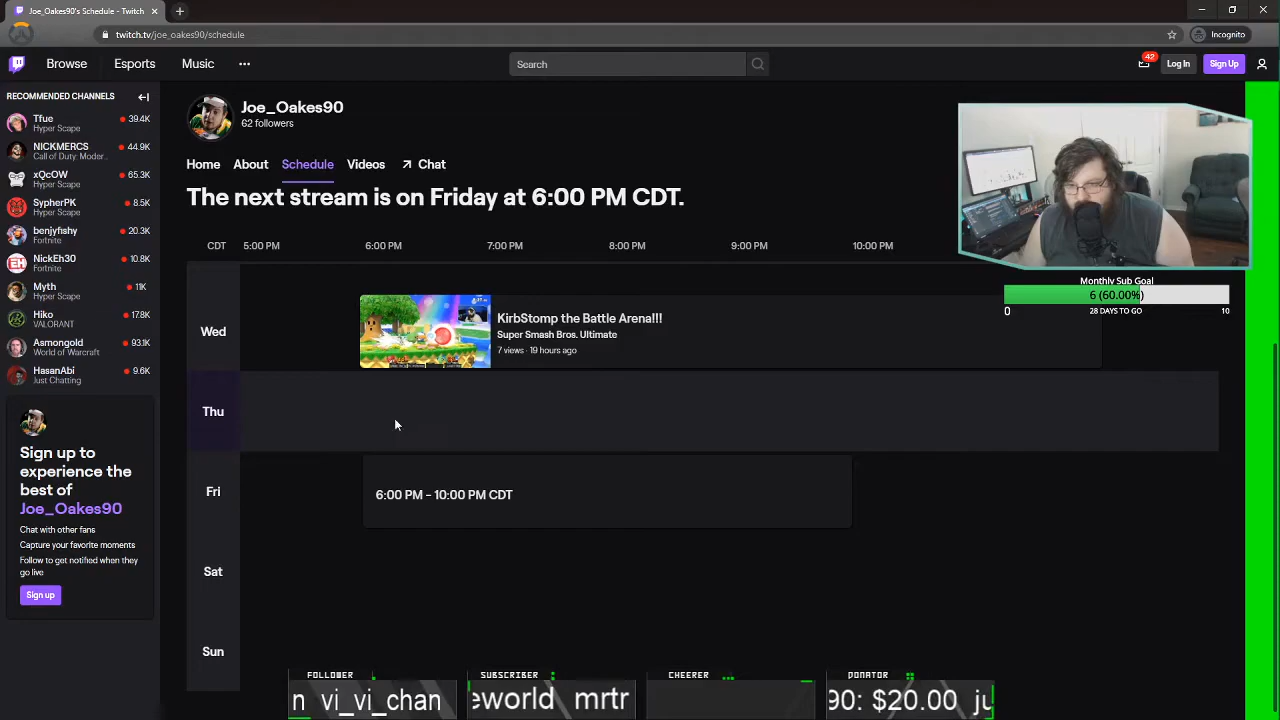 Joe_Oakes90's Schedule - Twitch
twitch.tv/joe_oakes90/schedule
Incognito
Browse
Esports
Music
Search
42
Log In
Sign Up
RECOMMENDED CHANNELS
Tfue
Hyper Scape
39.4K
NICKMERCS
Call of Duty: Moder..
44.9K
xQcOW
Hyper Scape
65.3K
SypherPK
Hyper Scape
8.5K
benjyfishy
Fortnite
20.3K
NickEh30
Fortnite
10.8K
Myth
Hyper Scape
11K
Hiko
VALORANT
17.8K
Asmongold
World of Warcraft
93.1K
HasanAbi
Just Chatting
9.6K
Sign up to
experience the
best of
Joe_Oakes90
Chat with other fans
Capture your favorite moments
Follow to get notified when they
go live
Sign up
Joe_Oakes90
62 followers
Home
About
Schedule
Videos
Chat
The next stream is on Friday at 6:00 PM CDT.
CDT
5:00 PM
6:00 PM
7:00 PM
8:00 PM
9:00 PM
10:00 PM
Wed
KirbStomp the Battle Arena!!!
Super Smash Bros. Ultimate
7 views · 19 hours ago
Thu
Fri
6:00 PM - 10:00 PM CDT
Sat
Sun
Monthly Sub Goal
6 (60.00%)
0
28 DAYS TO GO
10
FOLLOWER
n vi_vi_chan
SUBSCRIBER
eworld mrtr
CHEERER
DONATOR
90: $20.00 ju